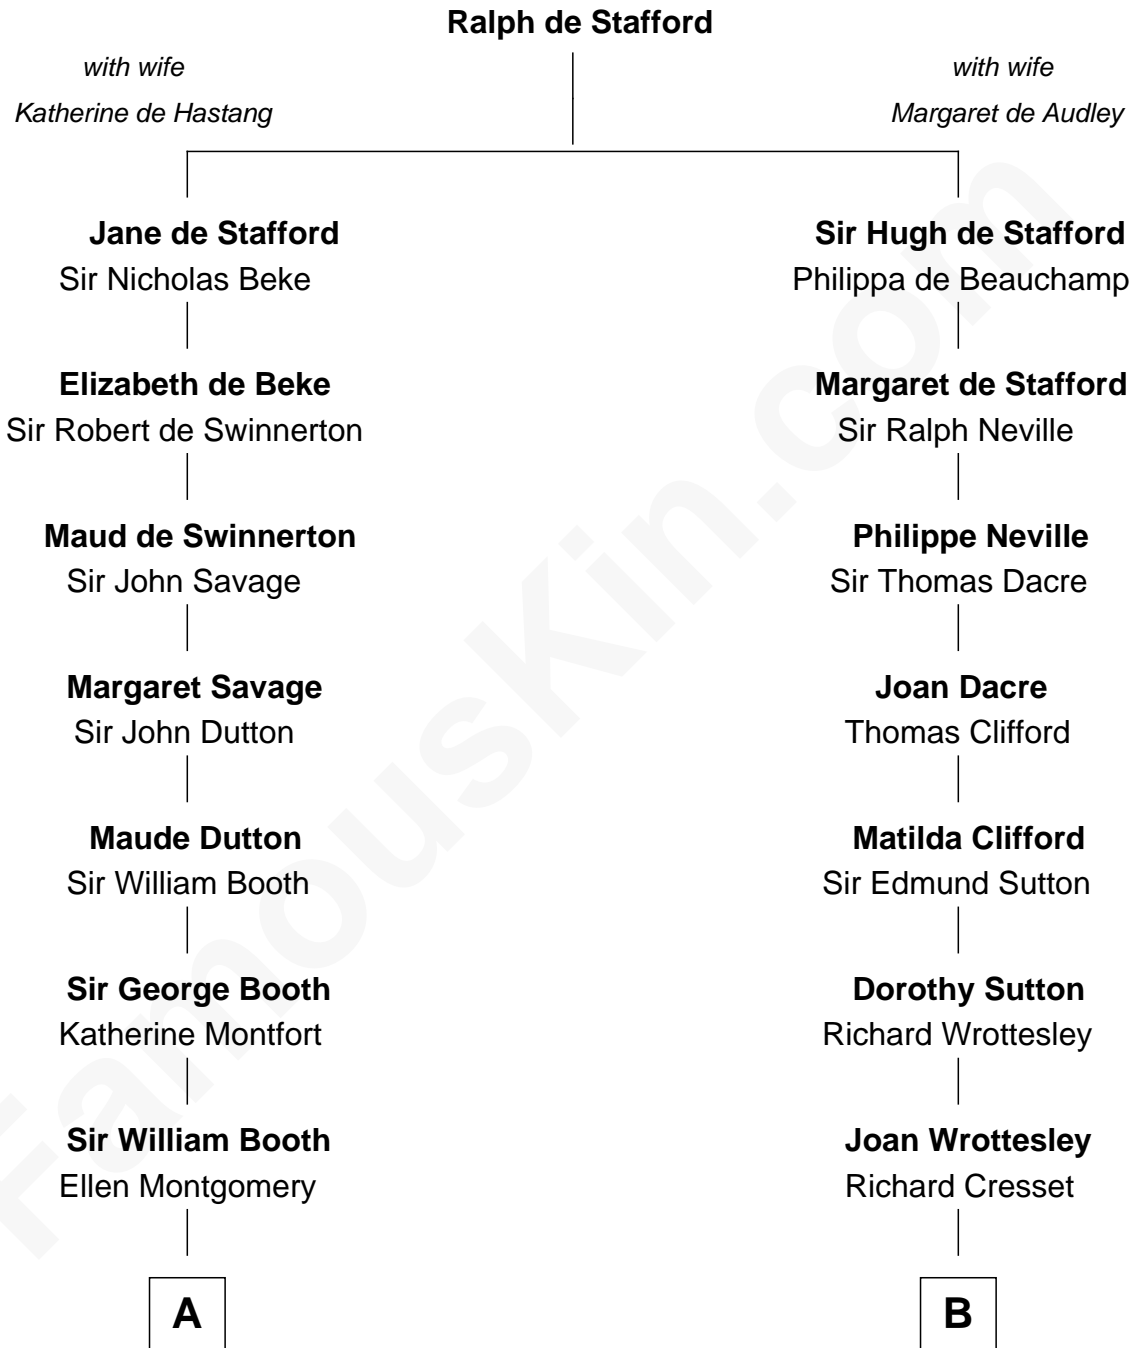 Ralph de Stafford
with wife
Katherine de Hastang
with wife
Margaret de Audley
Jane de Stafford
Sir Nicholas Beke
Sir Hugh de Stafford
Philippa de Beauchamp
Elizabeth de Beke
Sir Robert de Swinnerton
Margaret de Stafford
Sir Ralph Neville
Maud de Swinnerton
Sir John Savage
Philippe Neville
Sir Thomas Dacre
Margaret Savage
Sir John Dutton
Joan Dacre
Thomas Clifford
Maude Dutton
Sir William Booth
Matilda Clifford
Sir Edmund Sutton
Sir George Booth
Katherine Montfort
Dorothy Sutton
Richard Wrottesley
Sir William Booth
Ellen Montgomery
Joan Wrottesley
Richard Cresset
A
B
FamousKin.com